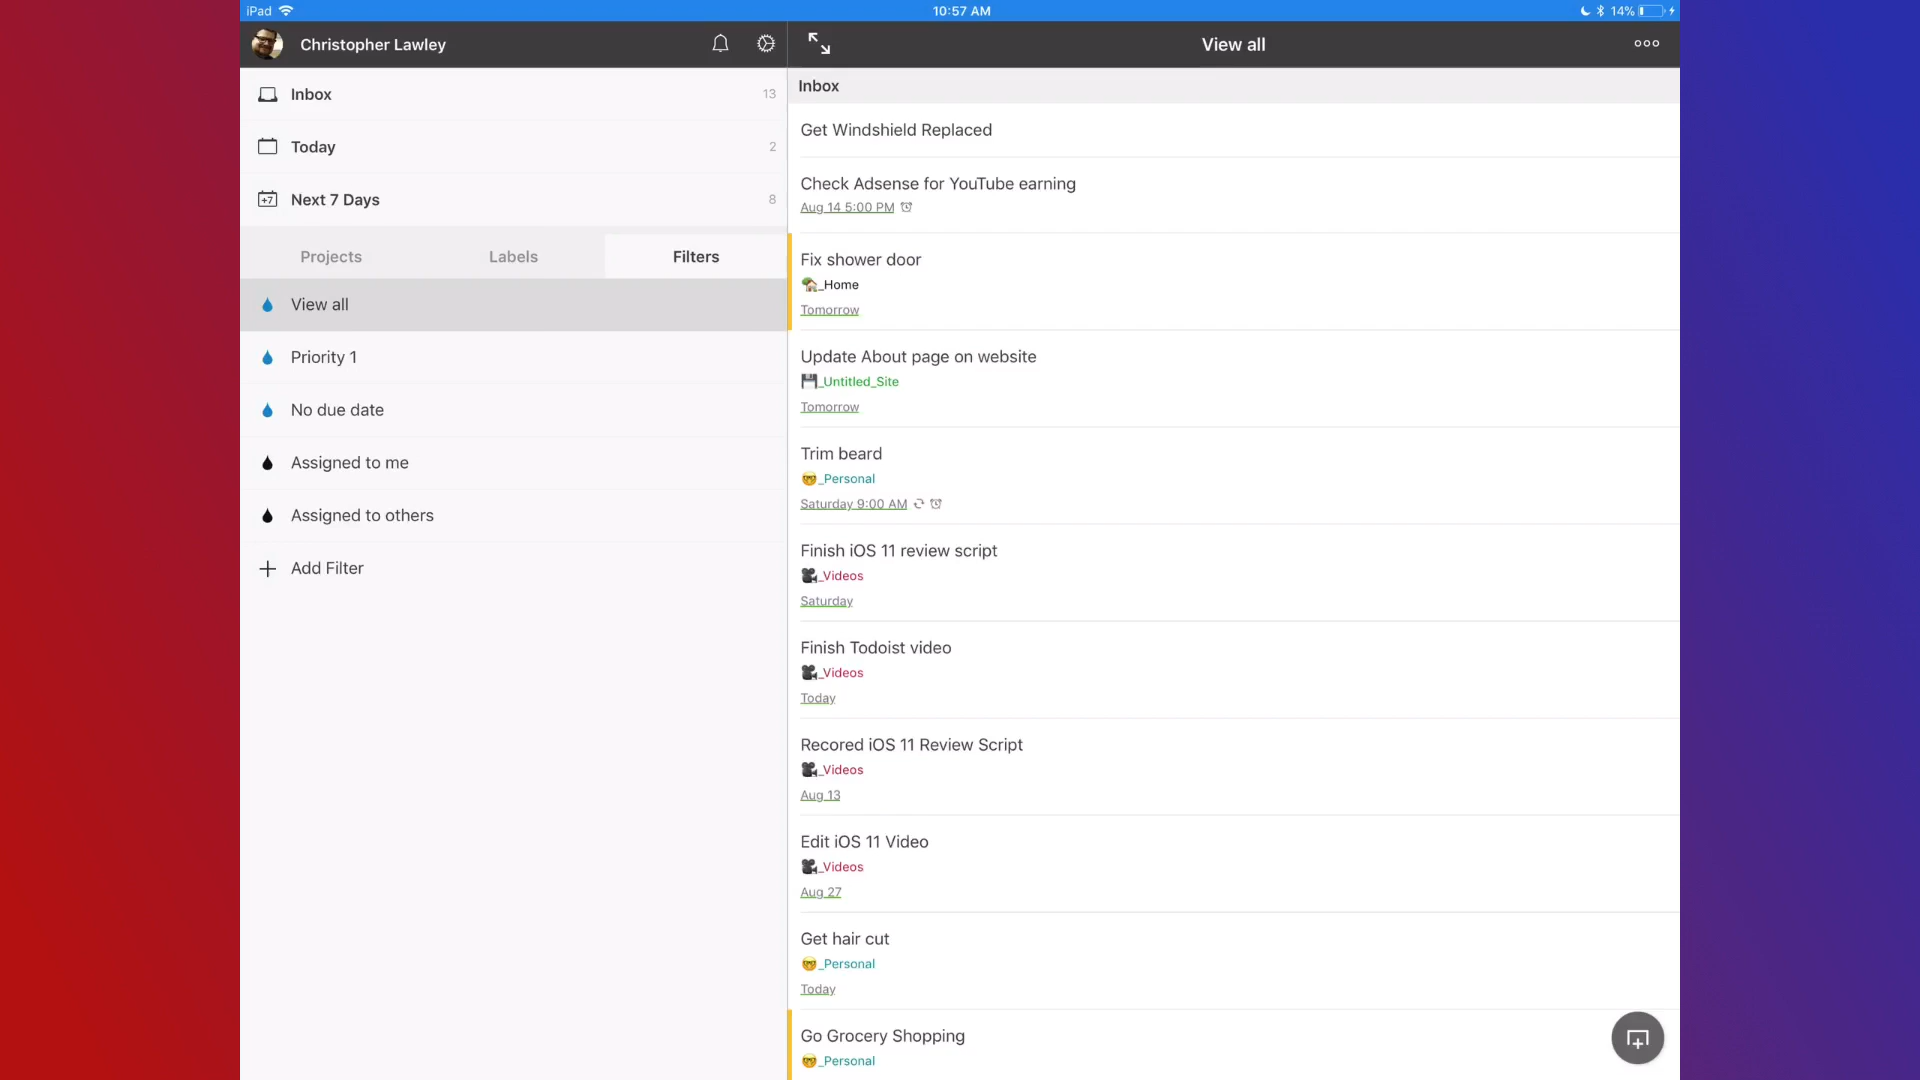 iPad
10:57 AM
14%
Christopher Lawley
View all
Inbox 13
Today 2
Next 7 Days 8
+7
Projects
Labels
Filters
View all
Priority 1
No due date
Assigned to me
Assigned to others
Add Filter
Inbox
Get Windshield Replaced
Check Adsense for YouTube earning
Aug 14 5:00 PM
Fix shower door
_Home
Tomorrow
Update About page on website
_Untitled_Site
Tomorrow
Trim beard
_Personal
Saturday 9:00 AM
Finish iOS 11 review script
_Videos
Saturday
Finish Todoist video
_Videos
Today
Recored iOS 11 Review Script
_Videos
Aug 13
Edit iOS 11 Video
_Videos
Aug 27
Get hair cut
_Personal
Today
Go Grocery Shopping
_Personal